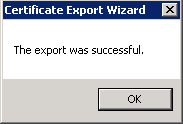 Certificate Export Wizard
The export was successful.
OK